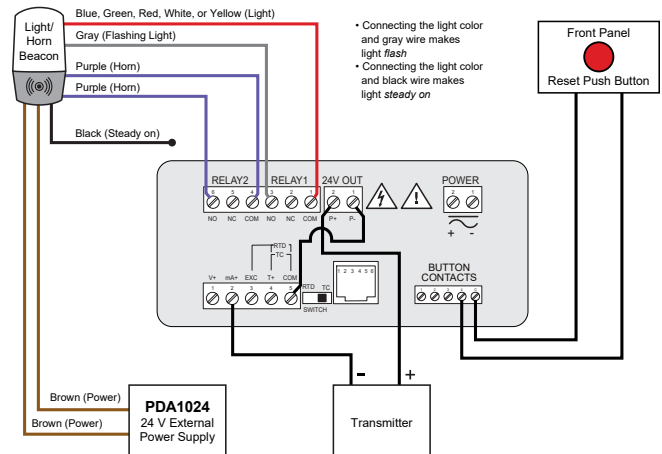 Blue, Green, Red, White, or Yellow (Light)
Light/
Horn
Beacon
Gray (Flashing Light)
Purple (Horn)
Purple (Horn)
Black (Steady on)
• Connecting the light color
and gray wire makes
light flash
• Connecting the light color
and black wire makes
light steady on
Front Panel
Reset Push Button
RELAY2 RELAY1 24V OUT POWER
6 5 4 3 2 1 2 1 2 1
NO NC COM NO NC COM P+ P-
+ -
RTD
TC
V+ mA+ EXC T+ COM
1 2 3 4 5
RTD TC
SWITCH
1 2 3 4 5 6
BUTTON
CONTACTS
1 2 3 4 5
- +
Brown (Power)
Brown (Power)
PDA1024
24 V External
Power Supply
Transmitter